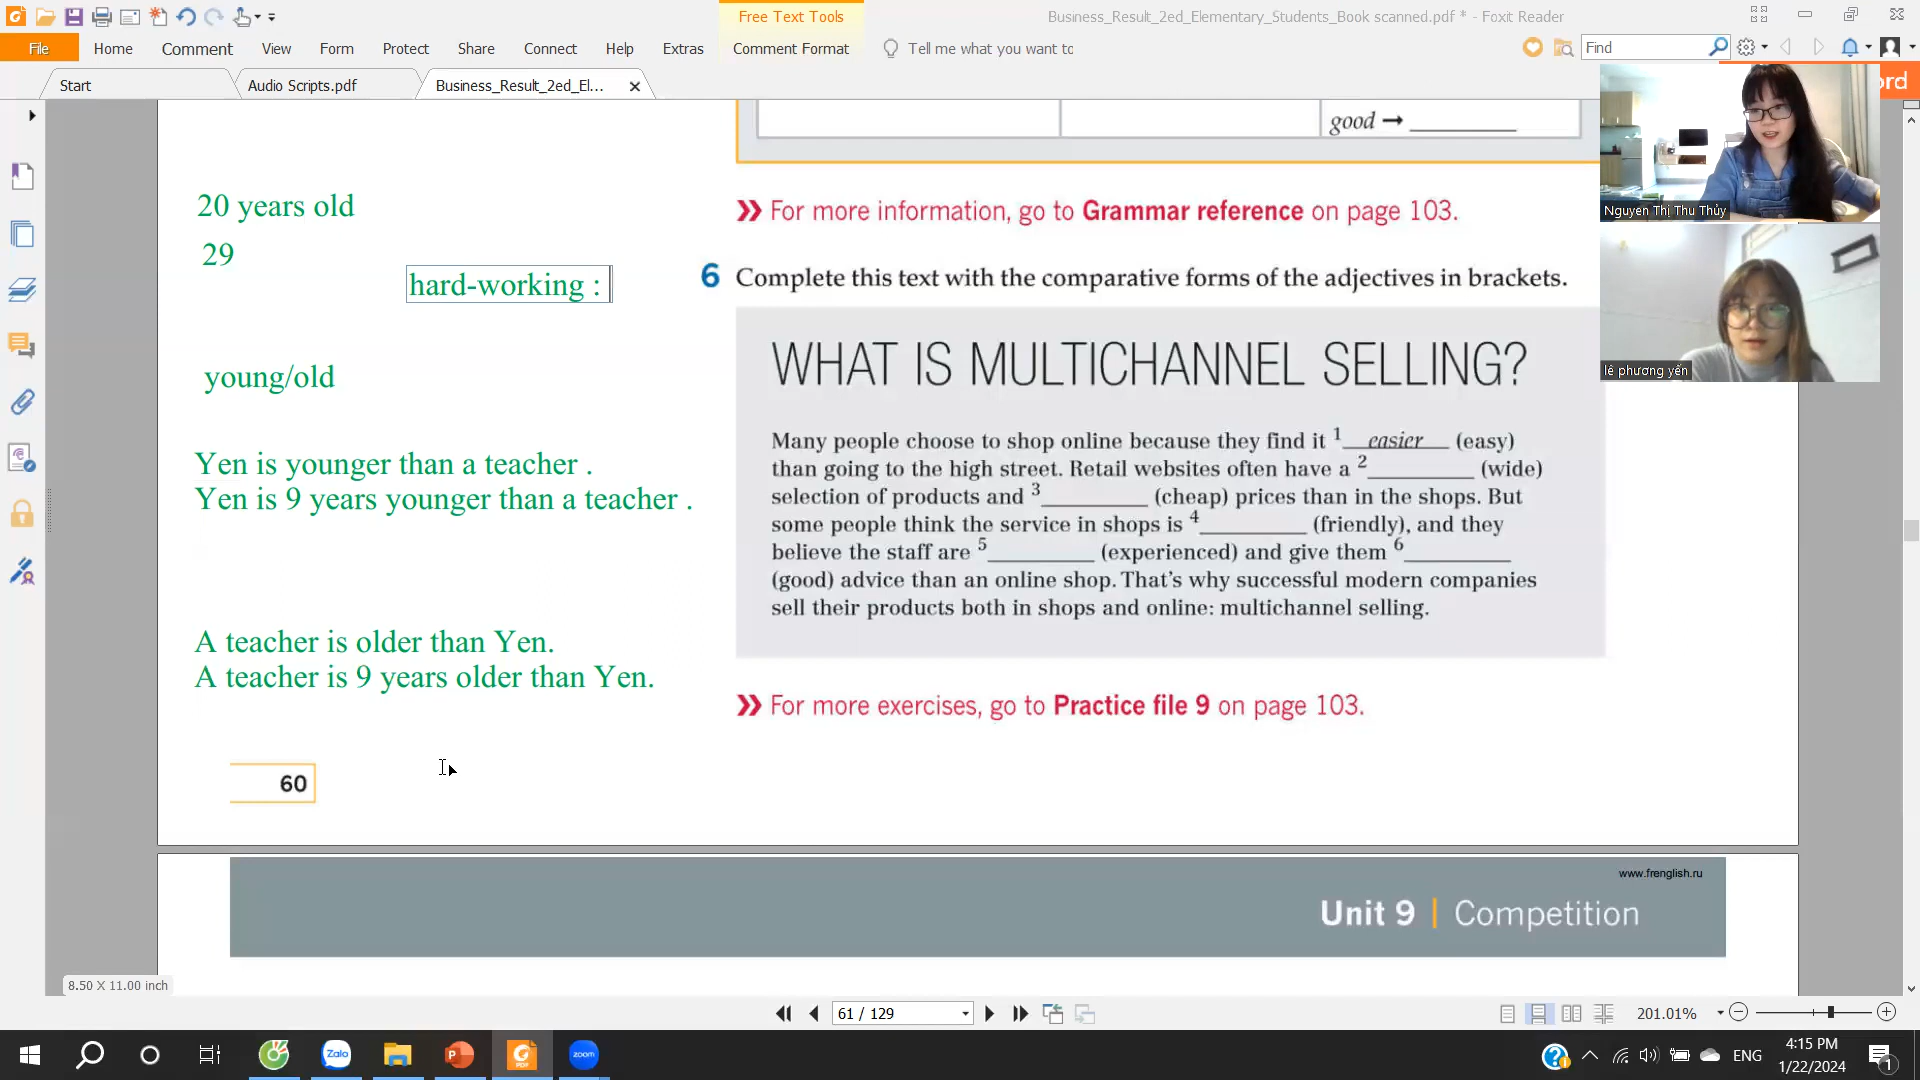 Free Text Tools
Business_Result_2ed_Elementary_Students_Book scanned.pdf * - Foxit Reader
File
Home
Comment
View
Form
Protect
Share
Connect
Help
Extras
Comment Format
Tell me what you want to
Find
Start
Audio Scripts.pdf
Business_Result_2ed_El...
ord
good → ________
20 years old
29
hard-working :
young/old
Yen is younger than a teacher .
Yen is 9 years younger than a teacher .
A teacher is older than Yen.
A teacher is 9 years older than Yen.
60
» For more information, go to Grammar reference on page 103.
6 Complete this text with the comparative forms of the adjectives in brackets.
WHAT IS MULTICHANNEL SELLING?
Many people choose to shop online because they find it 1 easier (easy)
than going to the high street. Retail websites often have a 2 ________ (wide)
selection of products and 3 ________ (cheap) prices than in the shops. But
some people think the service in shops is 4 ________ (friendly), and they
believe the staff are 5 ________ (experienced) and give them 6 ________
(good) advice than an online shop. That's why successful modern companies
sell their products both in shops and online: multichannel selling.
» For more exercises, go to Practice file 9 on page 103.
Nguyen Thị Thu Thủy
lê phương yến
www.frenglish.ru
Unit 9 | Competition
8.50 X 11.00 inch
61 / 129
201.01%
Zalo
zoom
ENG
4:15 PM
1/22/2024
1